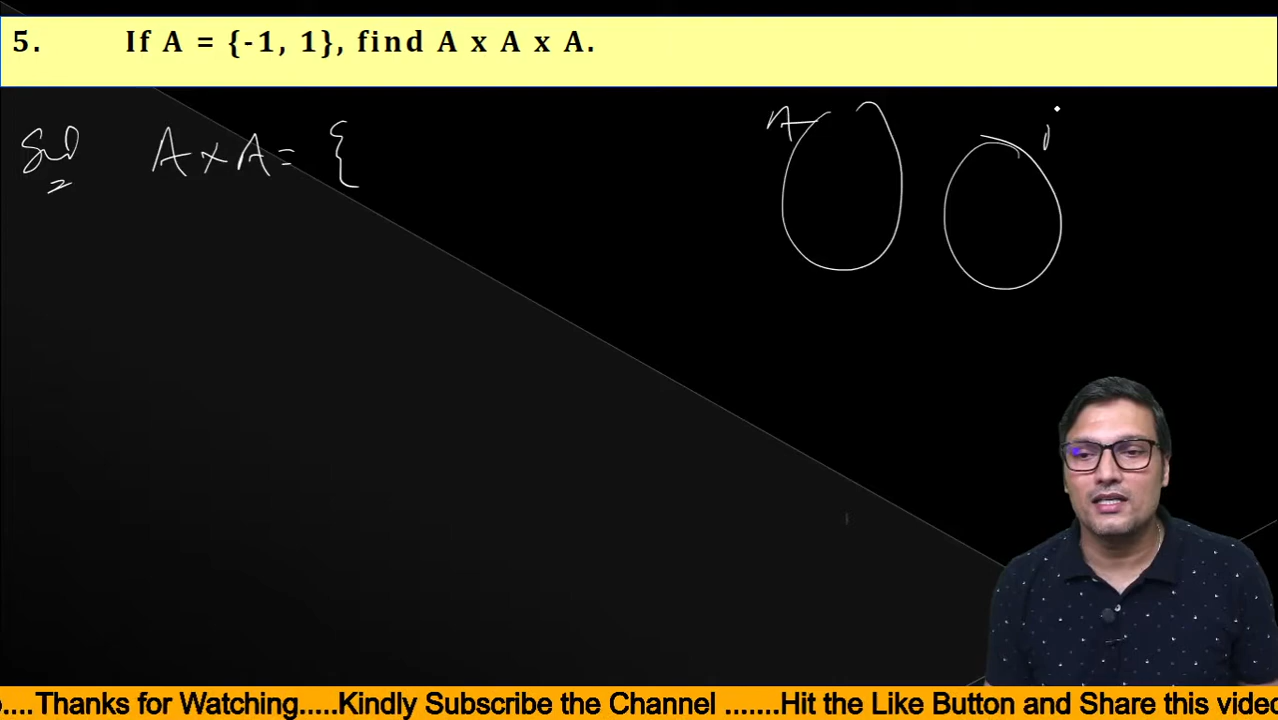 5. If A = {-1, 1}, find A x A x A.
Sol A × A = {
A
....Thanks for Watching.....Kindly Subscribe the Channel .......Hit the Like Button and Share this video